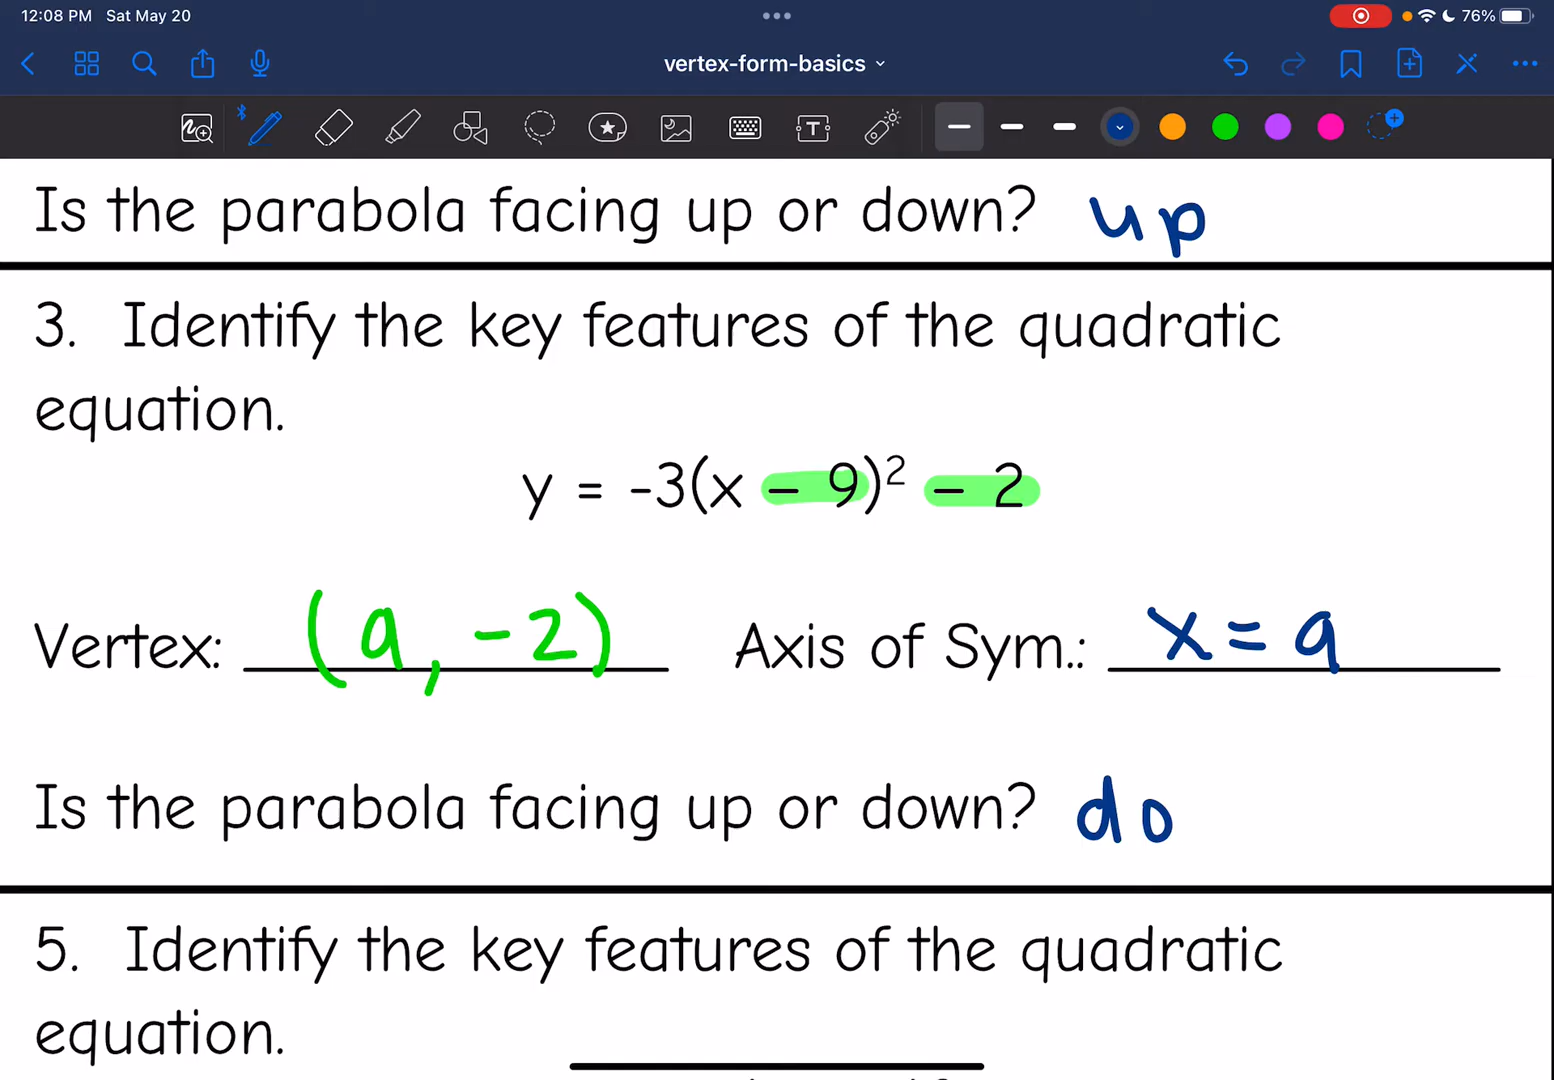 12:08 PM Sat May 20
76%
vertex-form-basics
T
Is the parabola facing up or down? up
3. Identify the key features of the quadratic
equation.
y = -3(x – 9)² – 2
Vertex: (9, -2) Axis of Sym.: x = 9
Is the parabola facing up or down? do
5. Identify the key features of the quadratic
equation.